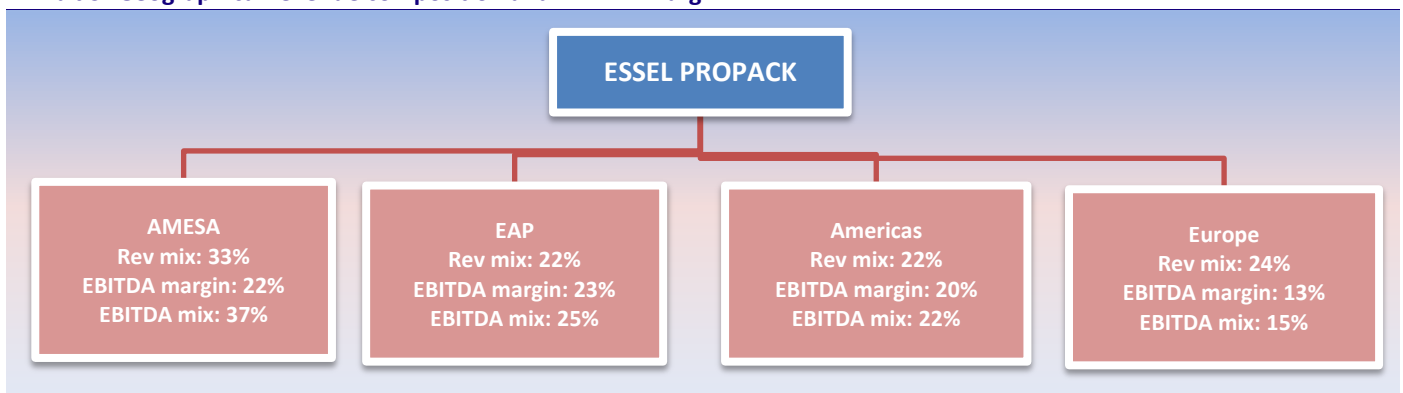 ESSEL PROPACK
AMESA
Rev mix: 33%
EBITDA margin: 22%
EBITDA mix: 37%
EAP
Rev mix: 22%
EBITDA margin: 23%
EBITDA mix: 25%
Americas
Rev mix: 22%
EBITDA margin: 20%
EBITDA mix: 22%
Europe
Rev mix: 24%
EBITDA margin: 13%
EBITDA mix: 15%